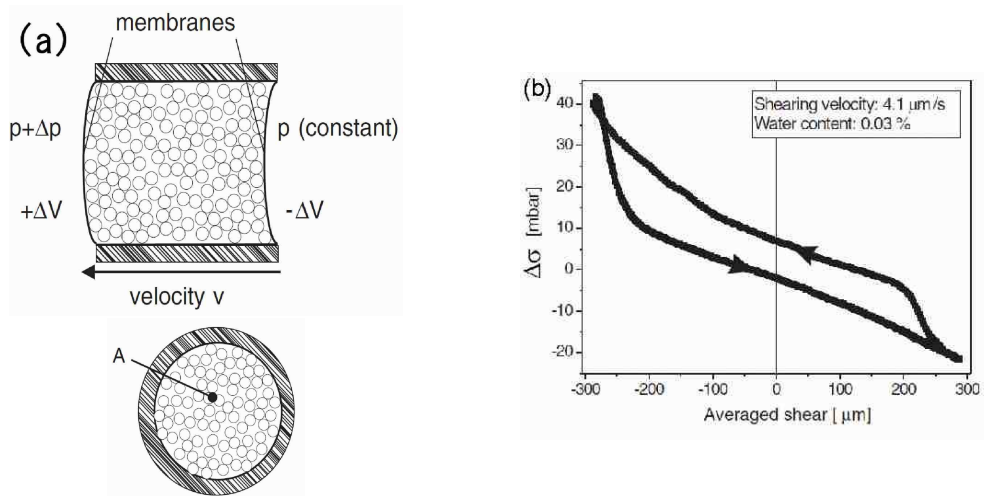 (a)
membranes
p+Δp
p (constant)
+ΔV
-ΔV
velocity v
A
(b)
Shearing velocity: 4.1 μm/s
Water content: 0.03 %
Δσ [mbar]
40
30
20
10
0
-10
-20
-300 -200 -100 0 100 200 300
Averaged shear [ μm]